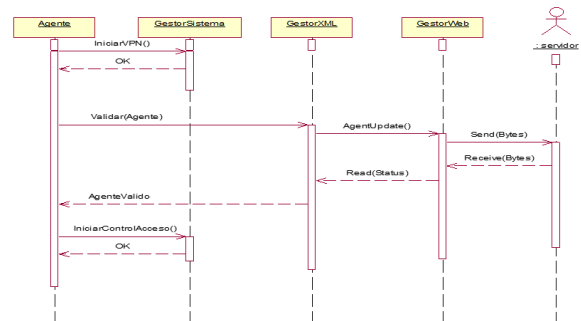 Agente
GestorSistema
GestorXML
GestorWeb
: servidor
IniciarVPN()
OK
Validar(Agente)
AgentUpdate()
Send(Bytes)
Receive(Bytes)
Read(Status)
AgenteValido
IniciarControlAcceso()
OK